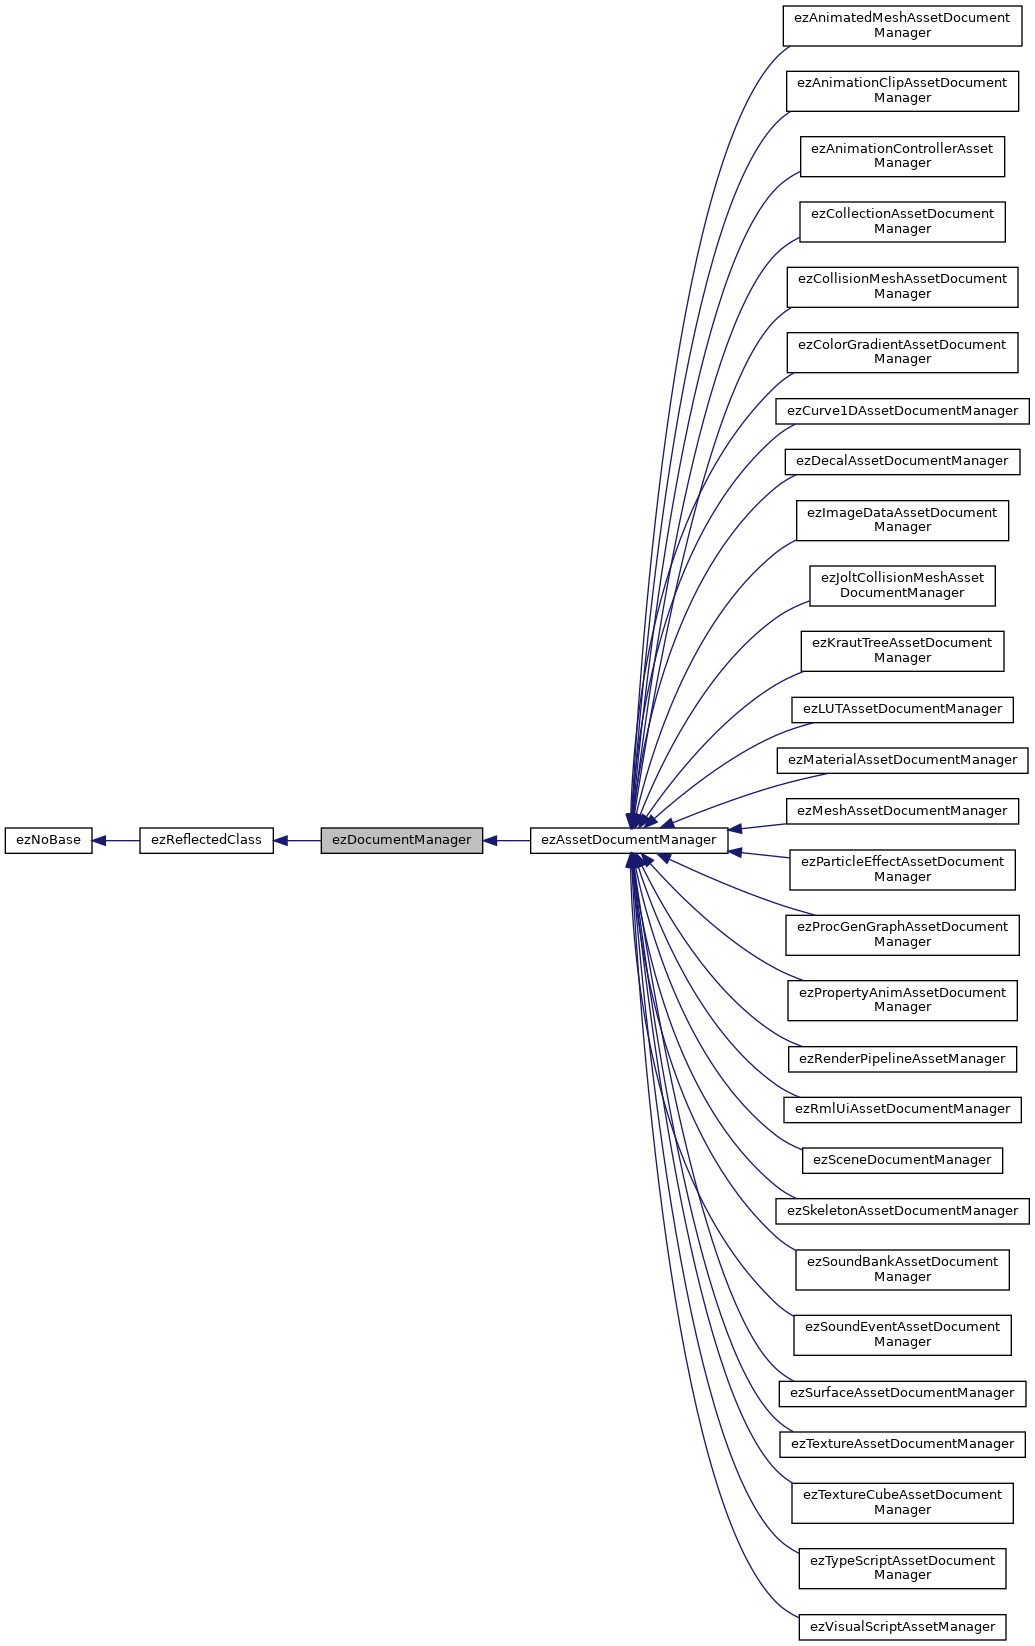 ezAnimatedMeshAssetDocument
Manager
ezAnimationClipAssetDocument
Manager
ezAnimationControllerAsset
Manager
ezCollectionAssetDocument
Manager
ezCollisionMeshAssetDocument
Manager
ezColorGradientAssetDocument
Manager
ezCurve1DAssetDocumentManager
ezDecalAssetDocumentManager
ezImageDataAssetDocument
Manager
ezJoltCollisionMeshAsset
DocumentManager
ezKrautTreeAssetDocument
Manager
ezLUTAssetDocumentManager
ezMaterialAssetDocumentManager
ezMeshAssetDocumentManager
ezNoBase
ezReflectedClass
ezDocumentManager
ezAssetDocumentManager
ezParticleEffectAssetDocument
Manager
ezProcGenGraphAssetDocument
Manager
ezPropertyAnimAssetDocument
Manager
ezRenderPipelineAssetManager
ezRmlUiAssetDocumentManager
ezSceneDocumentManager
ezSkeletonAssetDocumentManager
ezSoundBankAssetDocument
Manager
ezSoundEventAssetDocument
Manager
ezSurfaceAssetDocumentManager
ezTextureAssetDocumentManager
ezTextureCubeAssetDocument
Manager
ezTypeScriptAssetDocument
Manager
ezVisualScriptAssetManager